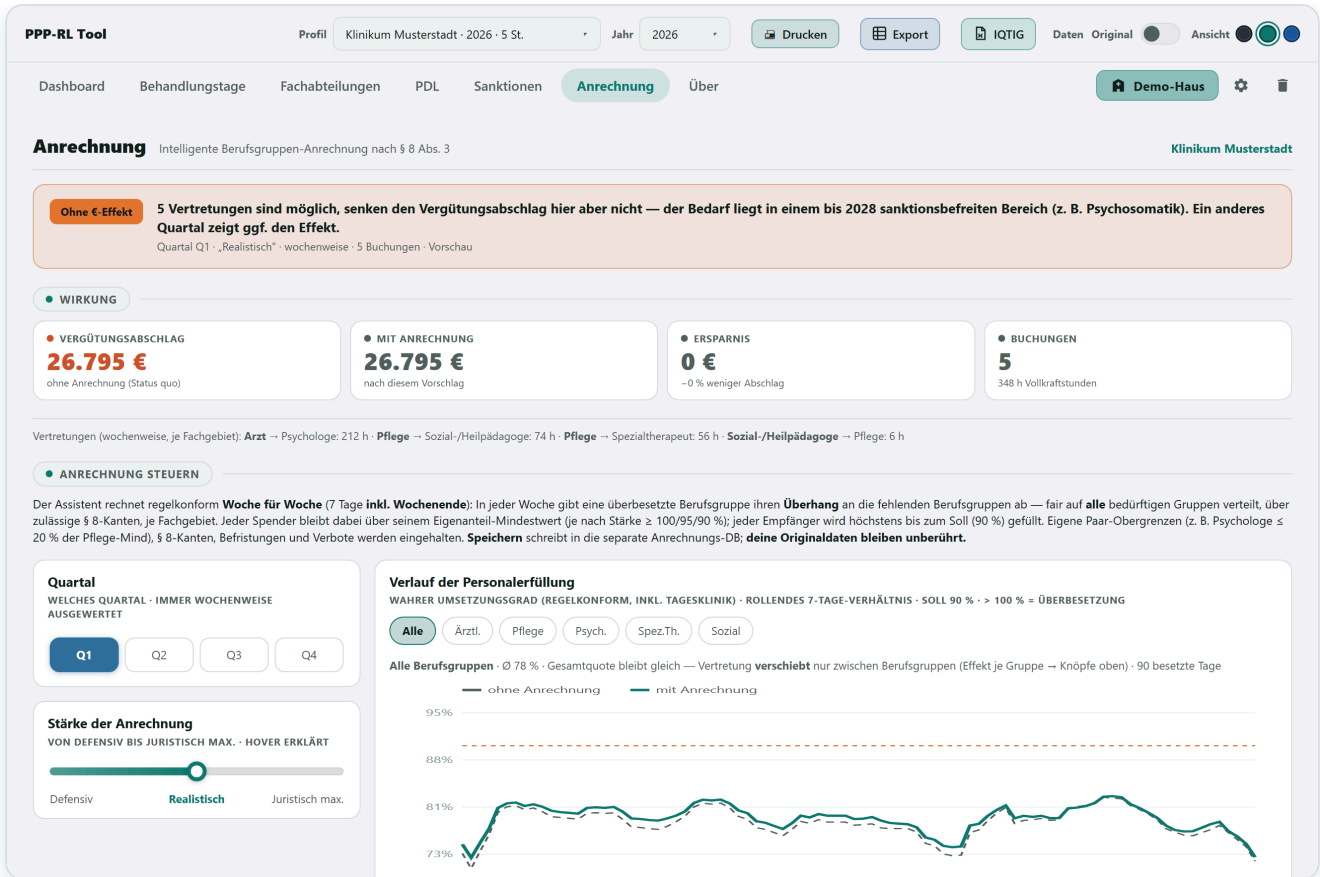 PPP-RL Tool
Profil Klinikum Musterstadt · 2026 · 5 St. Jahr 2026 Drucken Export IQTIG Daten Original Ansicht
Dashboard Behandlungstage Fachabteilungen PDL Sanktionen Anrechnung Über Demo-Haus
Anrechnung Intelligente Berufsgruppen-Anrechnung nach § 8 Abs. 3 Klinikum Musterstadt
Ohne €-Effekt
5 Vertretungen sind möglich, senken den Vergütungsabschlag hier aber nicht — der Bedarf liegt in einem bis 2028 sanktionsbefreiten Bereich (z. B. Psychosomatik). Ein anderes
Quartal zeigt ggf. den Effekt.
Quartal Q1 · „Realistisch" · wochenweise · 5 Buchungen · Vorschau
WIRKUNG
VERGÜTUNGSABSCHLAG
26.795 €
ohne Anrechnung (Status quo)
MIT ANRECHNUNG
26.795 €
nach diesem Vorschlag
ERSPARNIS
0 €
−0 % weniger Abschlag
BUCHUNGEN
5
348 h Vollkraftstunden
Vertretungen (wochenweise, je Fachgebiet): Arzt → Psychologe: 212 h · Pflege → Sozial-/Heilpädagoge: 74 h · Pflege → Spezialtherapeut: 56 h · Sozial-/Heilpädagoge → Pflege: 6 h
ANRECHNUNG STEUERN
Der Assistent rechnet regelkonform Woche für Woche (7 Tage inkl. Wochenende): In jeder Woche gibt eine überbesetzte Berufsgruppe ihren Überhang an die fehlenden Berufsgruppen ab — fair auf alle bedürftigen Gruppen verteilt, über
zulässige § 8-Kanten, je Fachgebiet. Jeder Spender bleibt dabei über seinem Eigenanteil-Mindestwert (je nach Stärke ≥ 100/95/90 %); jeder Empfänger wird höchstens bis zum Soll (90 %) gefüllt. Eigene Paar-Obergrenzen (z. B. Psychologe ≤
20 % der Pflege-Mind), § 8-Kanten, Befristungen und Verbote werden eingehalten. Speichern schreibt in die separate Anrechnungs-DB; deine Originaldaten bleiben unberührt.
Quartal
WELCHES QUARTAL · IMMER WOCHENWEISE
AUSGEWERTET
Q1 Q2 Q3 Q4
Stärke der Anrechnung
VON DEFENSIV BIS JURISTISCH MAX. · HOVER ERKLÄRT
Defensiv Realistisch Juristisch max.
Verlauf der Personalerfüllung
WAHRER UMSETZUNGSGRAD (REGELKONFORM, INKL. TAGESKLINIK) · ROLLENDES 7-TAGE-VERHÄLTNIS · SOLL 90 % · > 100 % = ÜBERBESETZUNG
Alle Ärztl. Pflege Psych. Spez.Th. Sozial
Alle Berufsgruppen · Ø 78 % · Gesamtquote bleibt gleich — Vertretung verschiebt nur zwischen Berufsgruppen (Effekt je Gruppe → Knöpfe oben) · 90 besetzte Tage
ohne Anrechnung mit Anrechnung
95%
88%
81%
73%